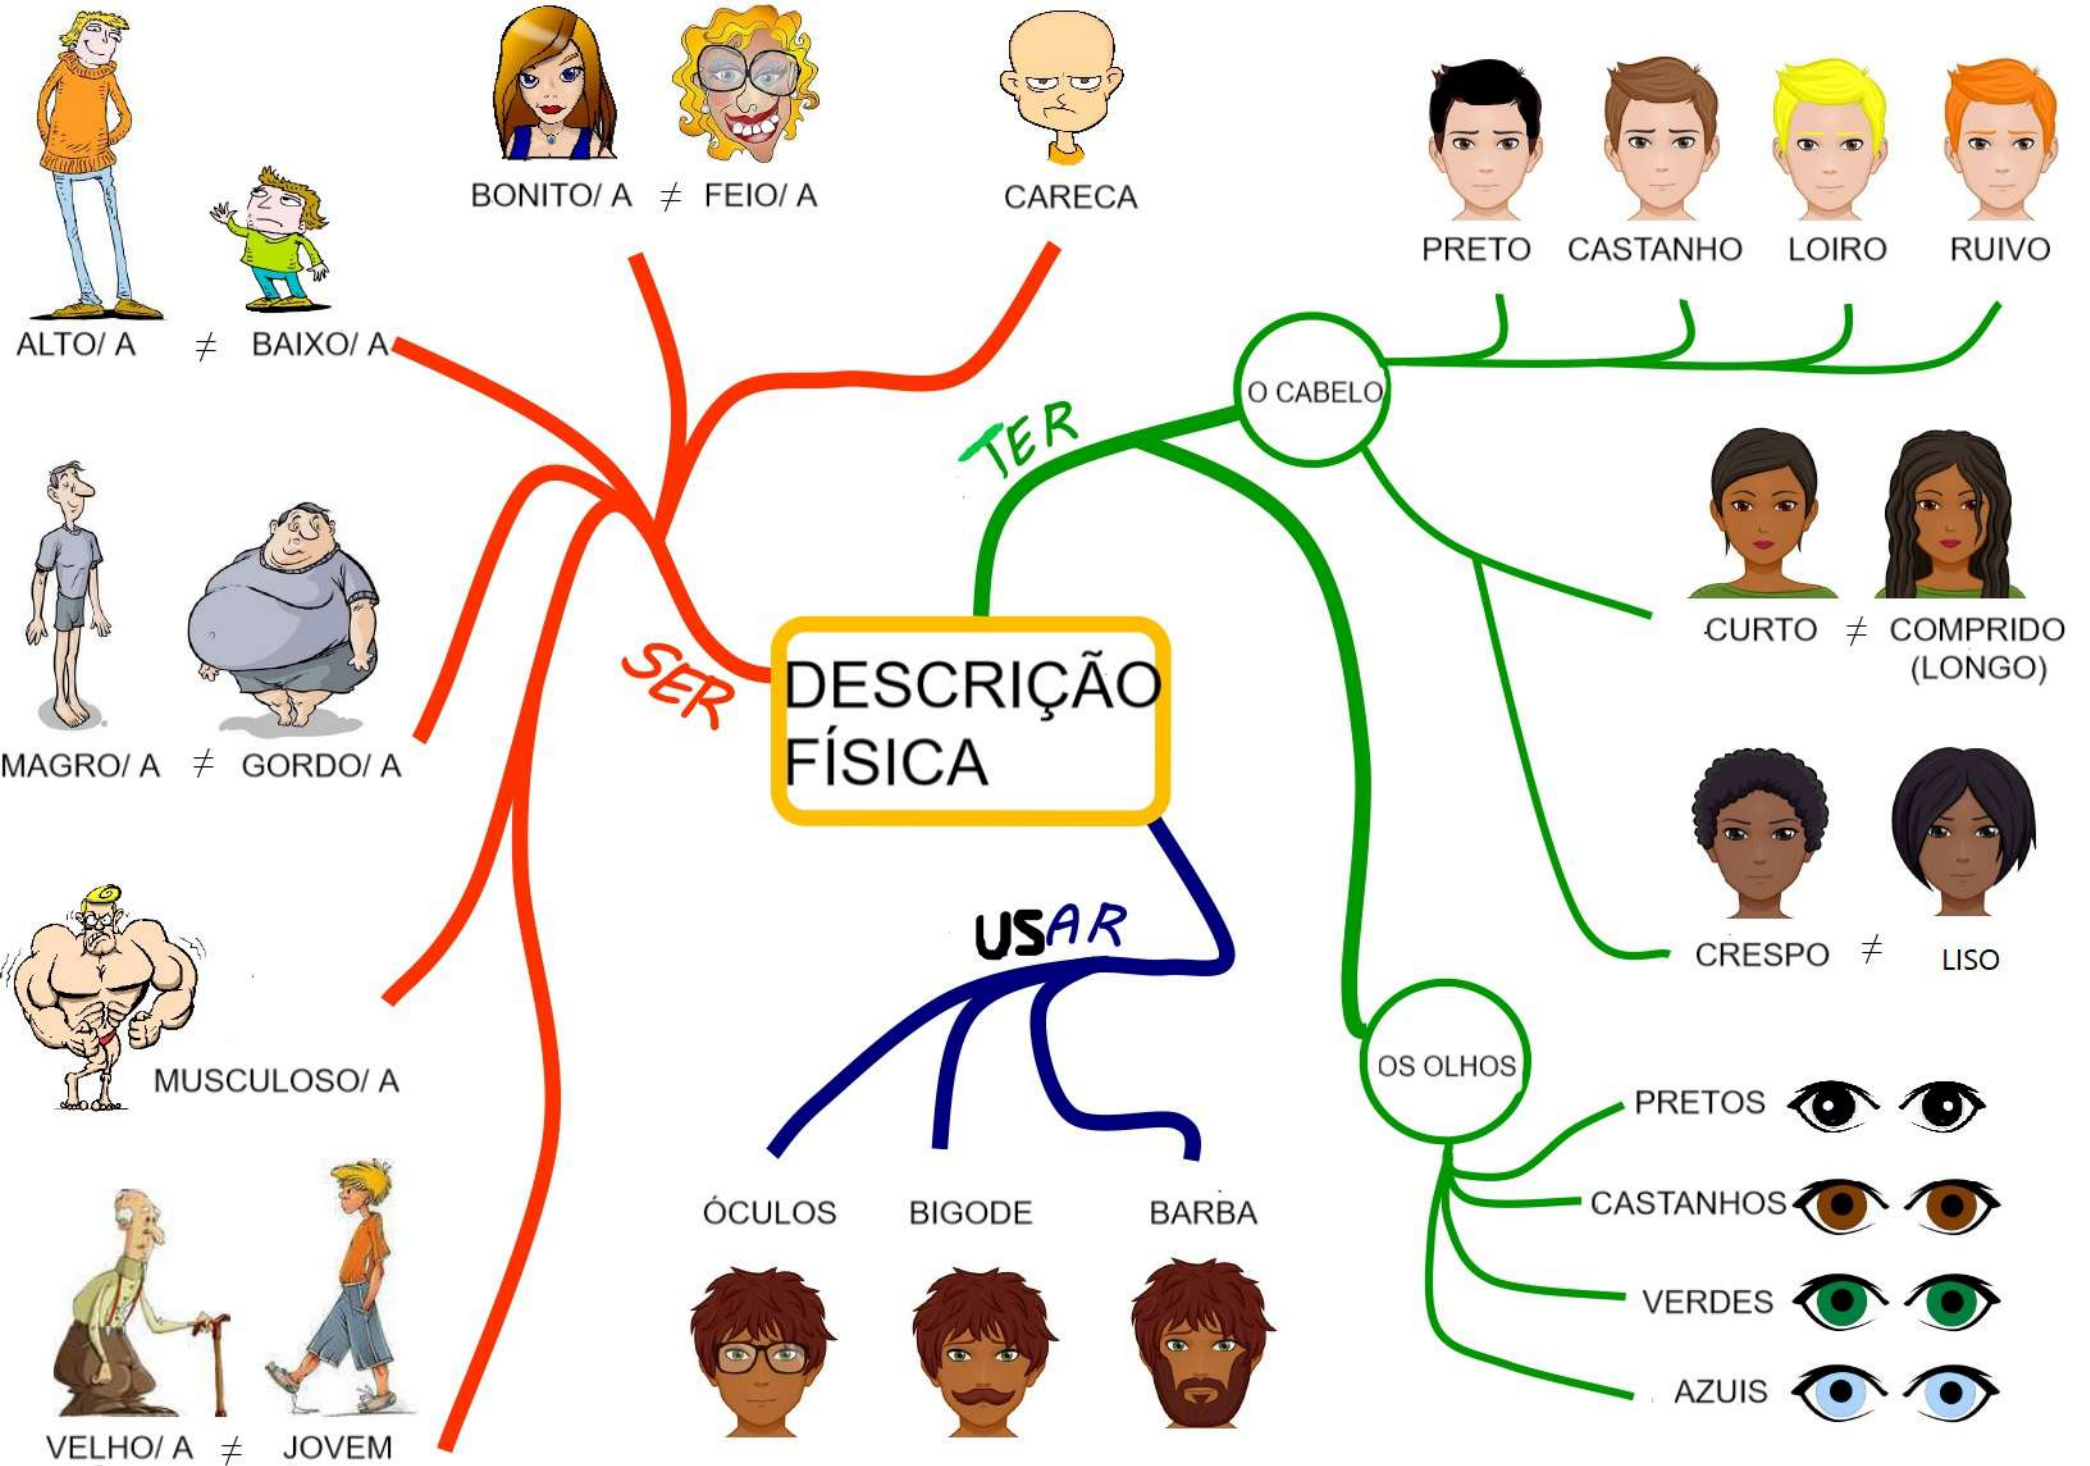 BONITO/ A ≠ FEIO/ A
CARECA
PRETO CASTANHO LOIRO RUIVO
ALTO/ A ≠ BAIXO/ A
O CABELO
TER
CURTO ≠ COMPRIDO
(LONGO)
SER
DESCRIÇÃO
FÍSICA
MAGRO/ A ≠ GORDO/ A
USAR
CRESPO ≠ LISO
OS OLHOS
MUSCULOSO/ A
PRETOS
CASTANHOS
ÓCULOS BIGODE BARBA
VERDES
AZUIS
VELHO/ A ≠ JOVEM